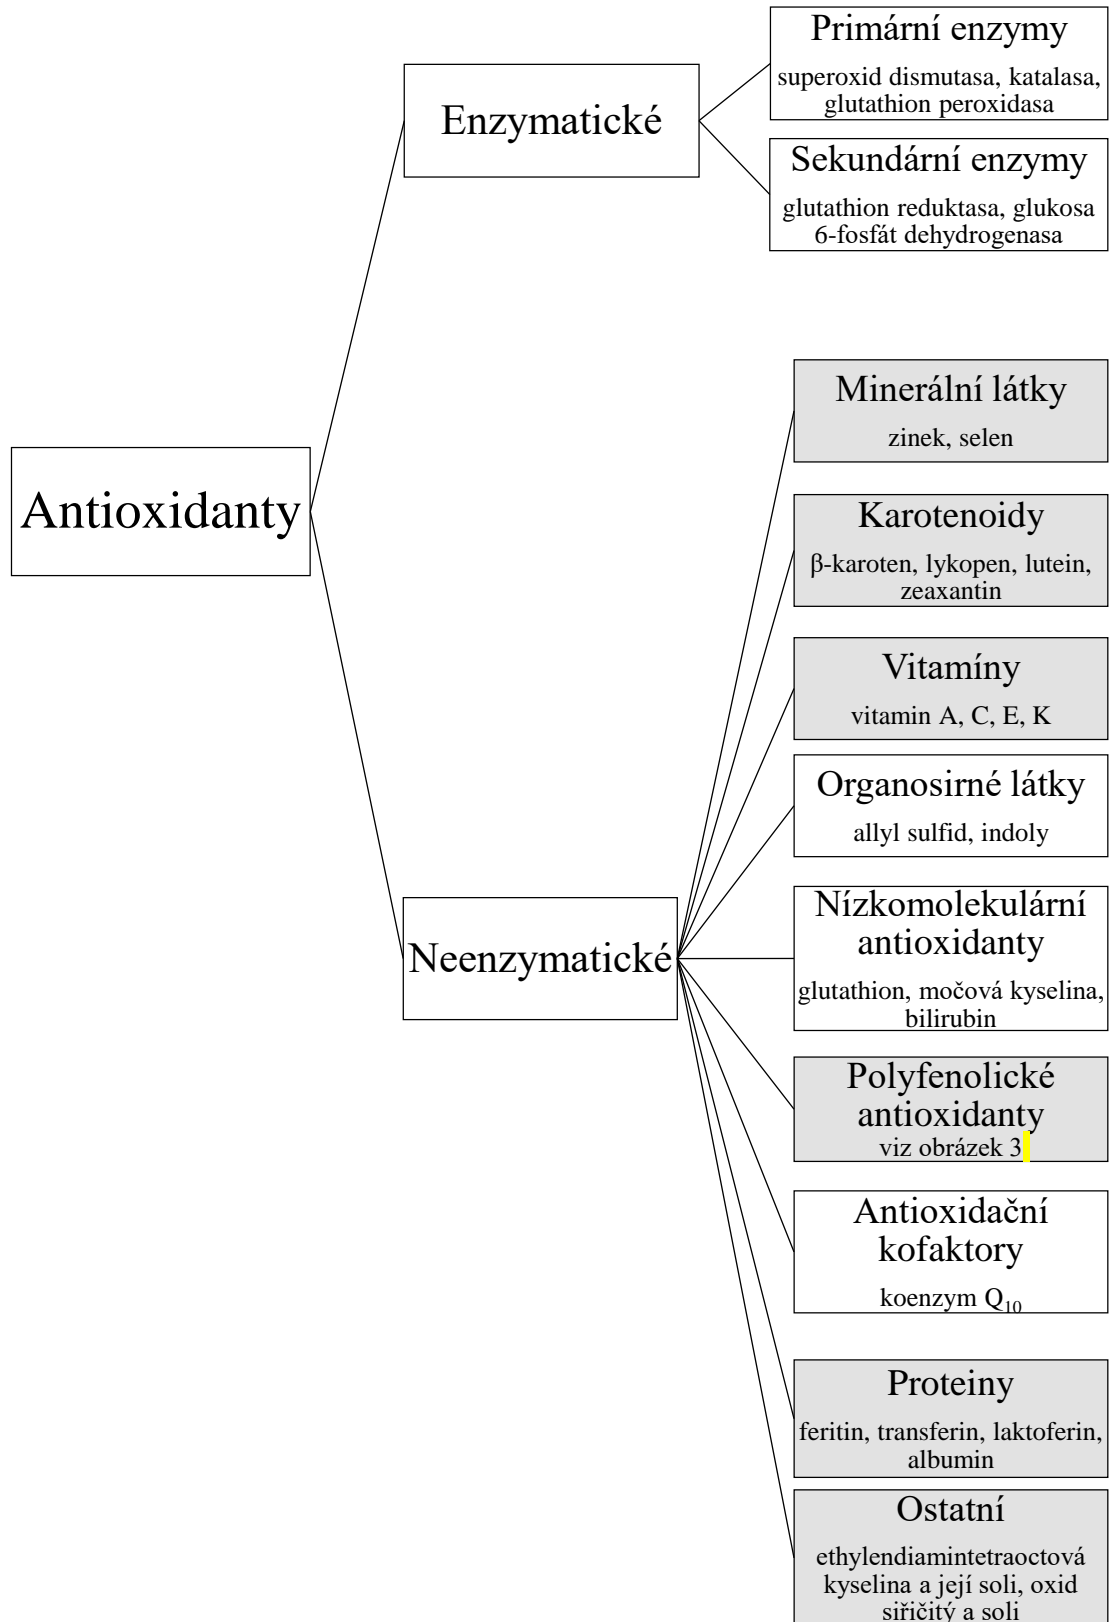 Primární enzymy
superoxid dismutasa, katalasa,
glutathion peroxidasa
Enzymatické
Sekundární enzymy
glutathion reduktasa, glukosa
6-fosfát dehydrogenasa
Antioxidanty
Minerální látky
zinek, selen
Karotenoidy
β-karoten, lykopen, lutein,
zeaxantin
Vitamíny
vitamin A, C, E, K
Organosirné látky
allyl sulfid, indoly
Neenzymatické
Nízkomolekulární
antioxidanty
glutathion, močová kyselina,
bilirubin
Polyfenolické
antioxidanty
viz obrázek 3
Antioxidační
kofaktory
koenzym Q₁₀
Proteiny
feritin, transferin, laktoferin,
albumin
Ostatní
ethylendiamintetraoctová
kyselina a její soli, oxid
siřičitý a soli